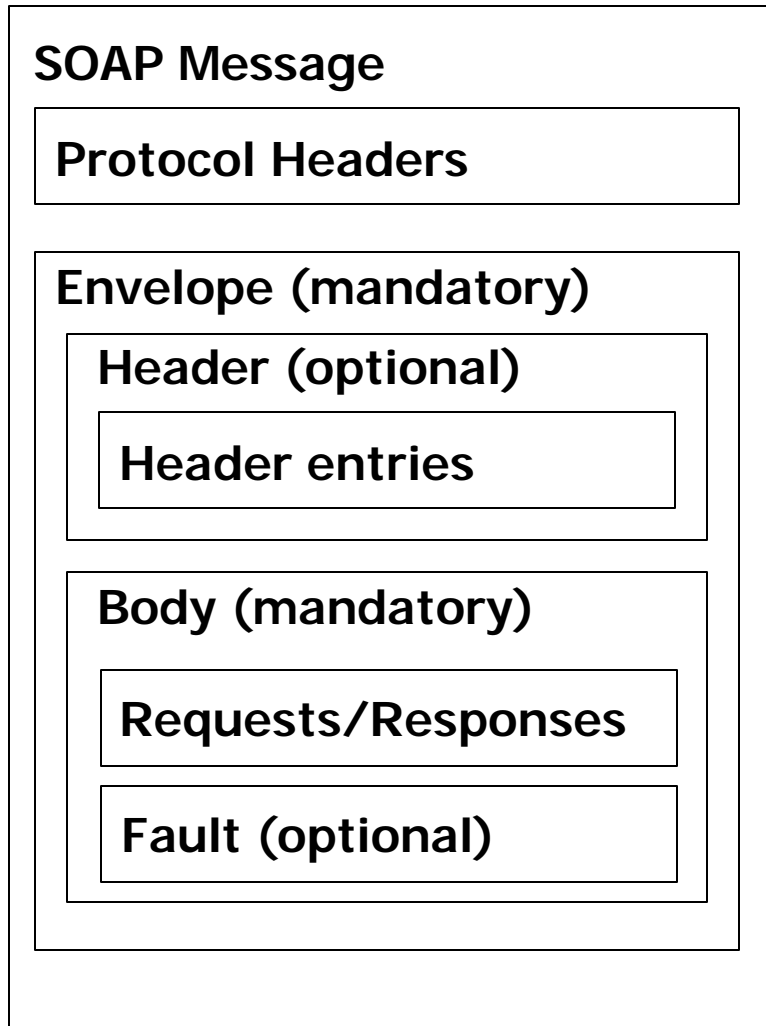 SOAP Message
Protocol Headers
Envelope (mandatory)
Header (optional)
Header entries
Body (mandatory)
Requests/Responses
Fault (optional)